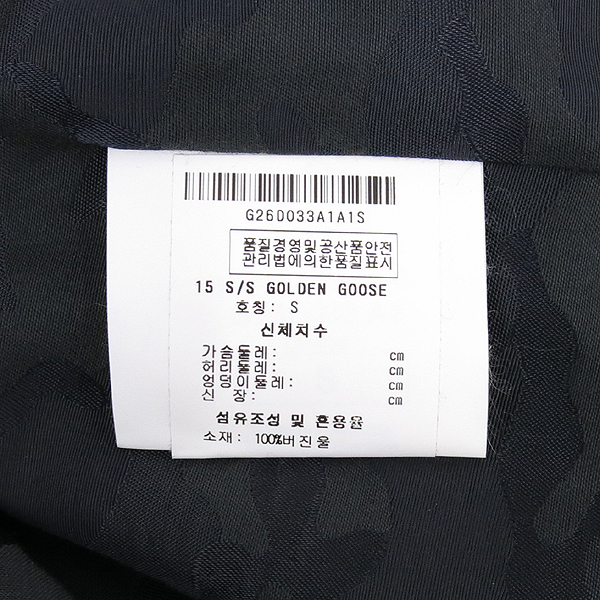 G26D033A1A1S
품질경영및공산품안전
관리법에의한품질표시
15 S/S GOLDEN GOOSE
호칭: S
신체치수
가슴둘레: cm
허리둘레: cm
엉덩이둘레: cm
신 장: cm
섬유조성 및 혼용율
소재: 100%버진울